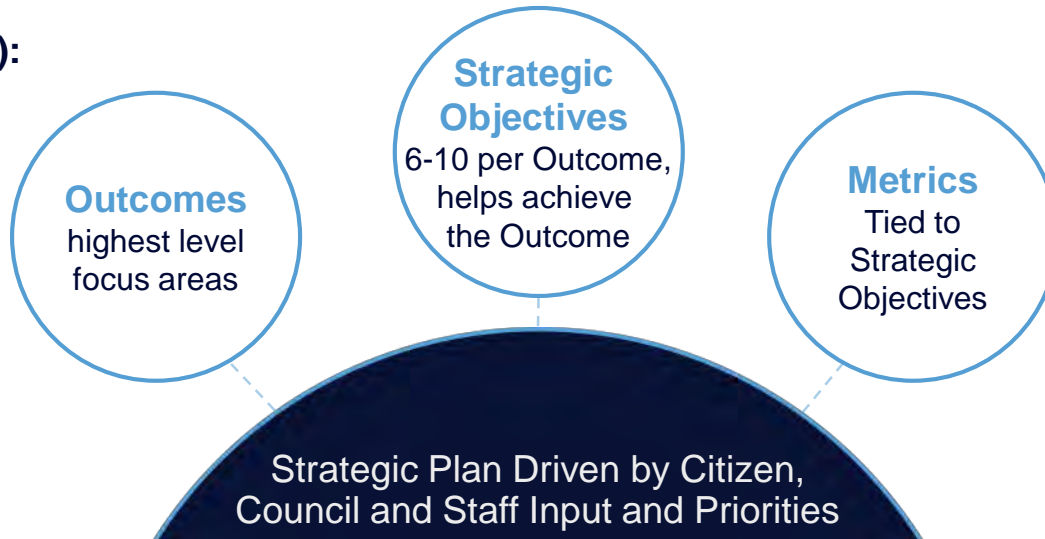 ):
Outcomes
highest level
focus areas
Strategic
Objectives
6-10 per Outcome,
helps achieve
the Outcome
Metrics
Tied to
Strategic
Objectives
Strategic Plan Driven by Citizen,
Council and Staff Input and Priorities